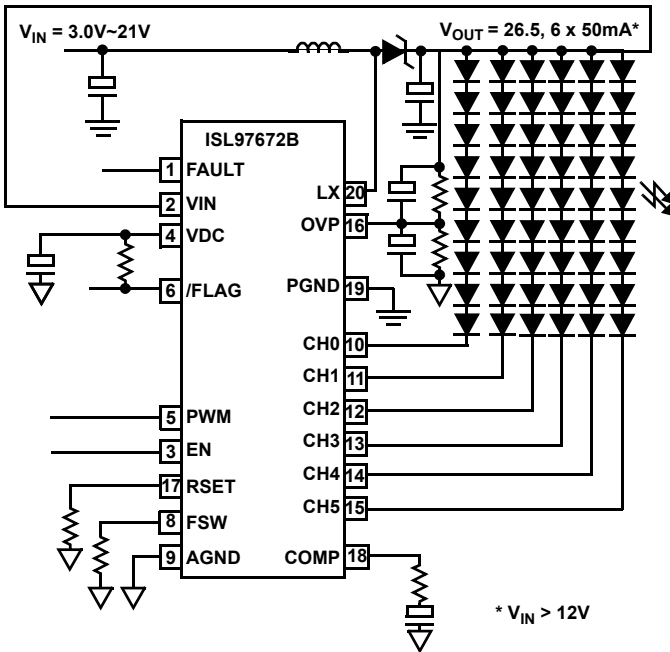 V_IN = 3.0V~21V
V_OUT = 26.5, 6 x 50mA*
ISL97672B
1 FAULT
2 VIN
4 VDC
6 /FLAG
5 PWM
3 EN
17 RSET
8 FSW
9 AGND
LX 20
OVP 16
PGND 19
CH0 10
CH1 11
CH2 12
CH3 13
CH4 14
CH5 15
COMP 18
* V_IN > 12V